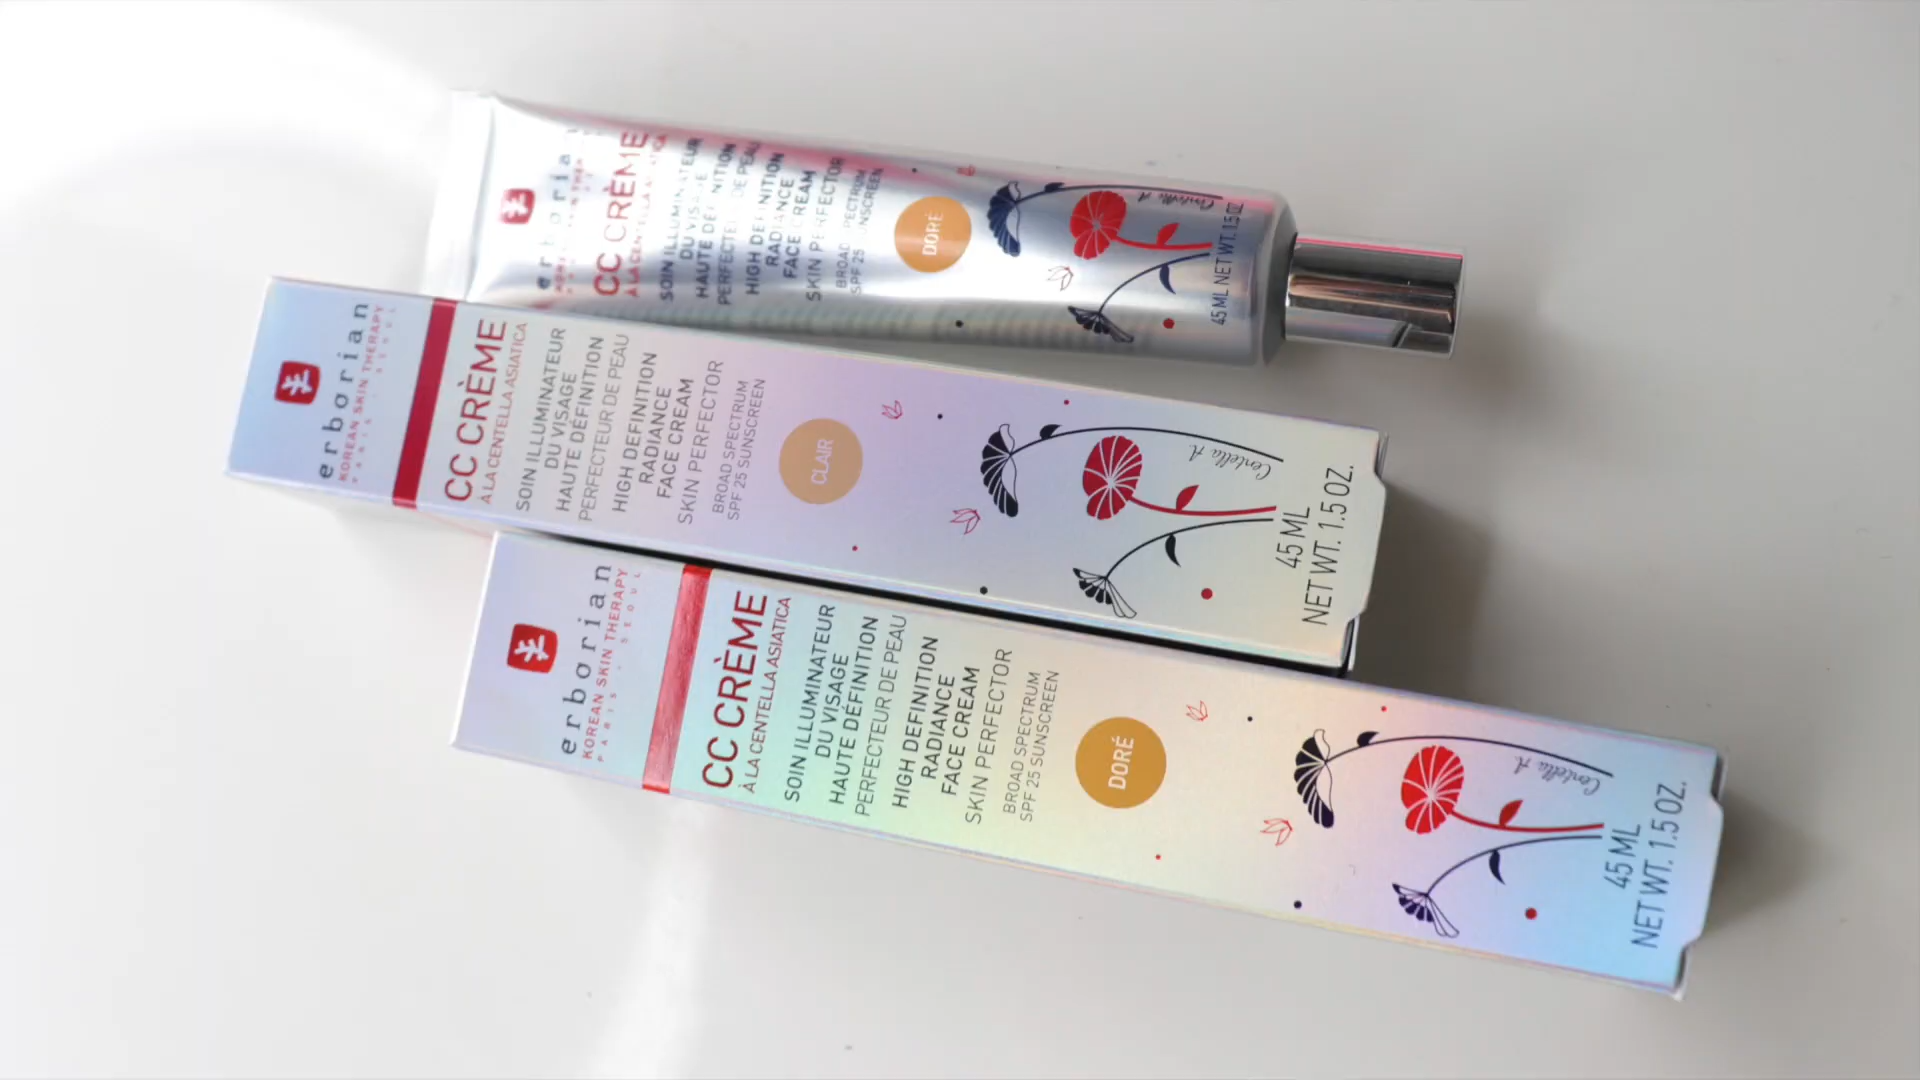 erborian
KOREAN SKIN THERAPY
CC CRÈME
À LA CENTELLA ASIATICA
SOIN ILLUMINATEUR
DU VISAGE
HAUTE DÉFINITION
PERFECTEUR DE PEAU
HIGH DEFINITION
RADIANCE
FACE CREAM
SKIN PERFECTOR
BROAD SPECTRUM
SPF 25 SUNSCREEN
DORÉ
Centella A
45 ML NET WT. 1.5 OZ.
erborian
KOREAN SKIN THERAPY
PARIS - SEOUL
CC CRÈME
À LA CENTELLA ASIATICA
SOIN ILLUMINATEUR
DU VISAGE
HAUTE DÉFINITION
PERFECTEUR DE PEAU
HIGH DEFINITION
RADIANCE
FACE CREAM
SKIN PERFECTOR
BROAD SPECTRUM
SPF 25 SUNSCREEN
CLAIR
Centella A
45 ML
NET WT. 1.5 OZ.
erborian
KOREAN SKIN THERAPY
PARIS - SEOUL
CC CRÈME
À LA CENTELLA ASIATICA
SOIN ILLUMINATEUR
DU VISAGE
HAUTE DÉFINITION
PERFECTEUR DE PEAU
HIGH DEFINITION
RADIANCE
FACE CREAM
SKIN PERFECTOR
BROAD SPECTRUM
SPF 25 SUNSCREEN
DORÉ
Centella A
45 ML
NET WT. 1.5 OZ.